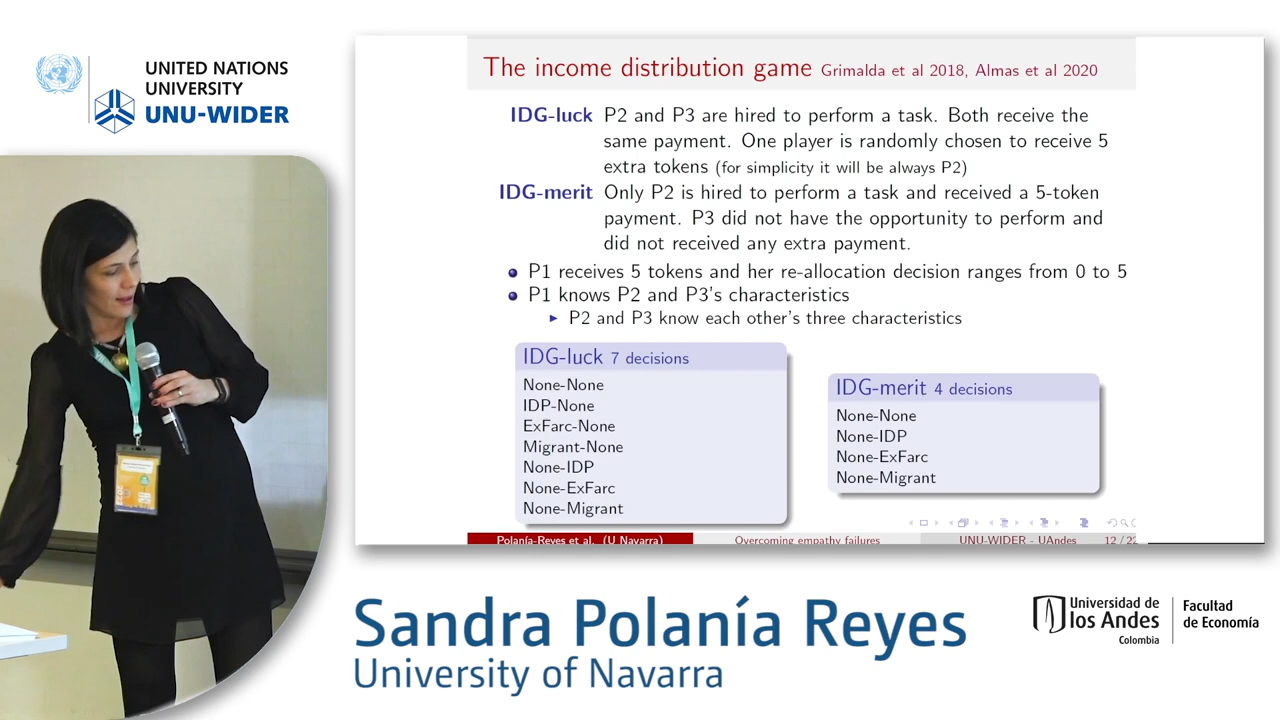 UNITED NATIONS
UNIVERSITY
UNU-WIDER
The income distribution game Grimalda et al 2018, Almas et al 2020
IDG-luck P2 and P3 are hired to perform a task. Both receive the
same payment. One player is randomly chosen to receive 5
extra tokens (for simplicity it will be always P2)
IDG-merit Only P2 is hired to perform a task and received a 5-token
payment. P3 did not have the opportunity to perform and
did not received any extra payment.
P1 receives 5 tokens and her re-allocation decision ranges from 0 to 5
P1 knows P2 and P3's characteristics
P2 and P3 know each other's three characteristics
IDG-luck 7 decisions
None-None
IDP-None
ExFarc-None
Migrant-None
None-IDP
None-ExFarc
None-Migrant
IDG-merit 4 decisions
None-None
None-IDP
None-ExFarc
None-Migrant
Polanía-Reyes et al. (U Navarra) Overcoming empathy failures UNU-WIDER - UAndes 12 / 22
Sandra Polanía Reyes
University of Navarra
Universidad de
los Andes
Colombia
Facultad
de Economía